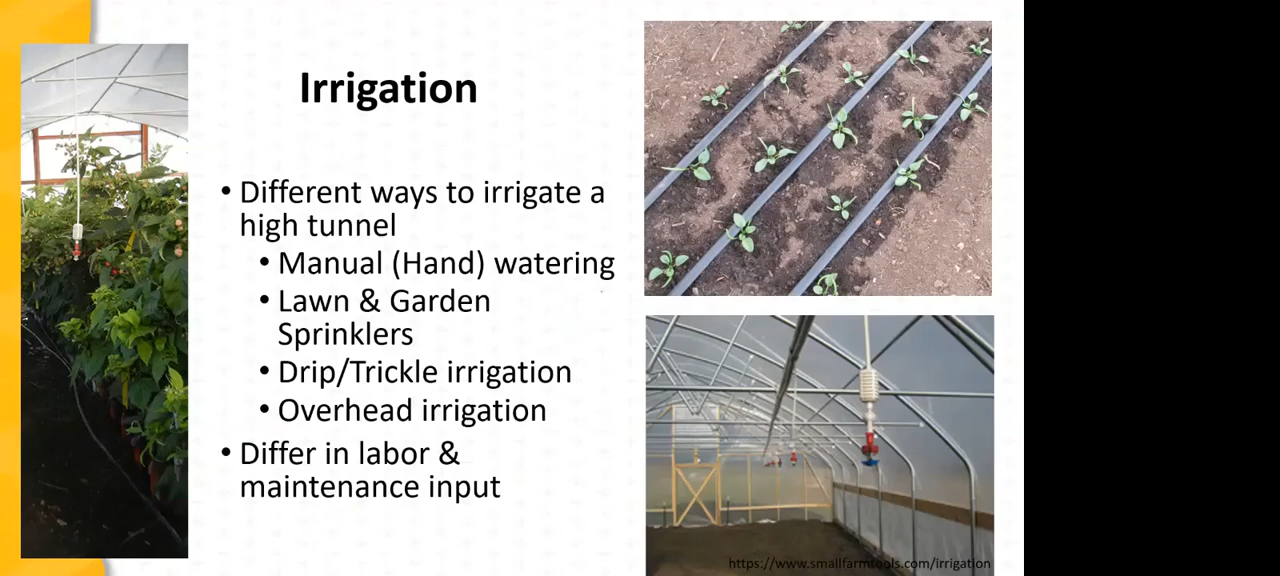 Irrigation
• Different ways to irrigate a
high tunnel
• Manual (Hand) watering
• Lawn & Garden
Sprinklers
• Drip/Trickle irrigation
• Overhead irrigation
• Differ in labor &
maintenance input
https://www.smallfarmtools.com/irrigation